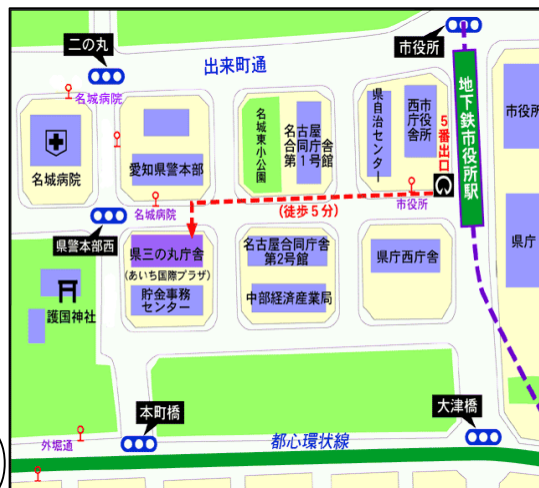 二の丸
市役所
出来町通
名城病院
名城病院
愛知県警本部
名城東小公園
名古屋
合同庁舎
第1号館
県自治センター
市役所
西庁舎
5番出口
地下鉄市役所駅
市役所
名城病院
(徒歩5分)
市役所
県警本部西
県三の丸庁舎
(あいち国際プラザ)
貯金事務
センター
名古屋合同庁舎
第2号館
中部経済産業局
県庁西庁舎
県庁
護国神社
本町橋
大津橋
外堀通
都心環状線